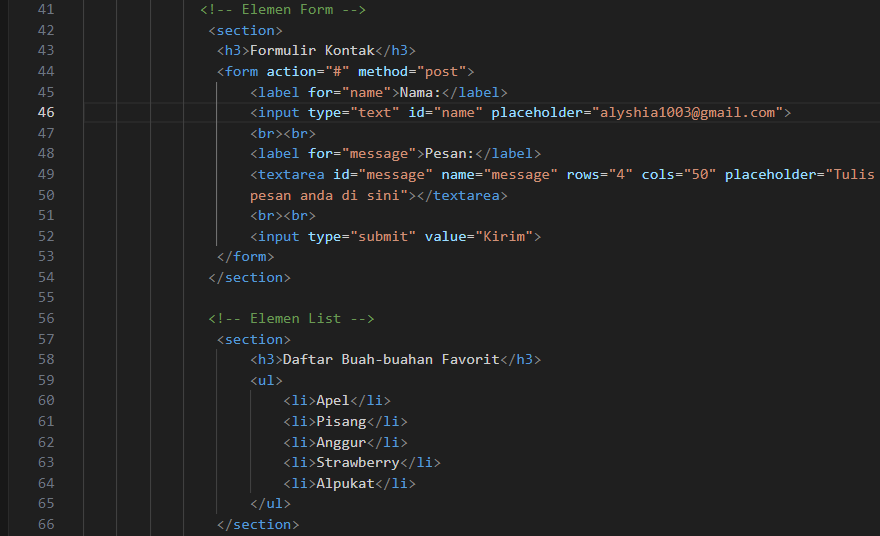 41 <!-- Elemen Form -->
42 <section>
43 <h3>Formulir Kontak</h3>
44 <form action="#" method="post">
45 <label for="name">Nama:</label>
46 <input type="text" id="name" placeholder="alyshia1003@gmail.com">
47 <br><br>
48 <label for="message">Pesan:</label>
49 <textarea id="message" name="message" rows="4" cols="50" placeholder="Tulis
50 pesan anda di sini"></textarea>
51 <br><br>
52 <input type="submit" value="Kirim">
53 </form>
54 </section>
55
56 <!-- Elemen List -->
57 <section>
58 <h3>Daftar Buah-buahan Favorit</h3>
59 <ul>
60 <li>Apel</li>
61 <li>Pisang</li>
62 <li>Anggur</li>
63 <li>Strawberry</li>
64 <li>Alpukat</li>
65 </ul>
66 </section>